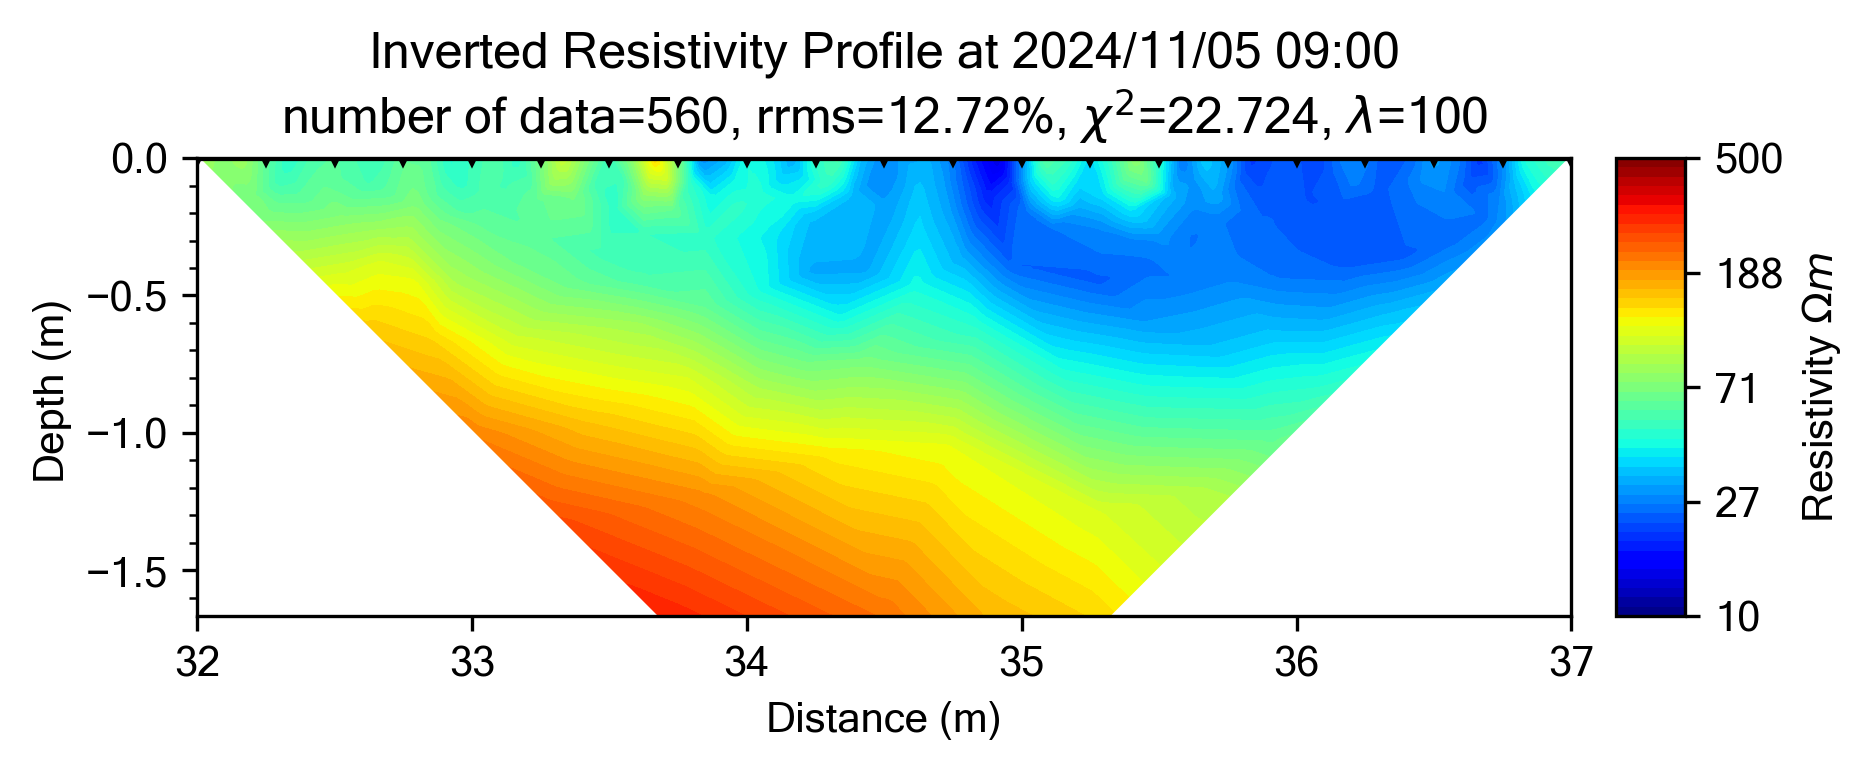 Inverted Resistivity Profile at 2024/11/05 09:00
number of data=560, rrms=12.72%, χ²=22.724, λ=100
0.0
−0.5
−1.0
−1.5
Depth (m)
32 33 34 35 36 37
Distance (m)
500
188
71
27
10
Resistivity Ωm